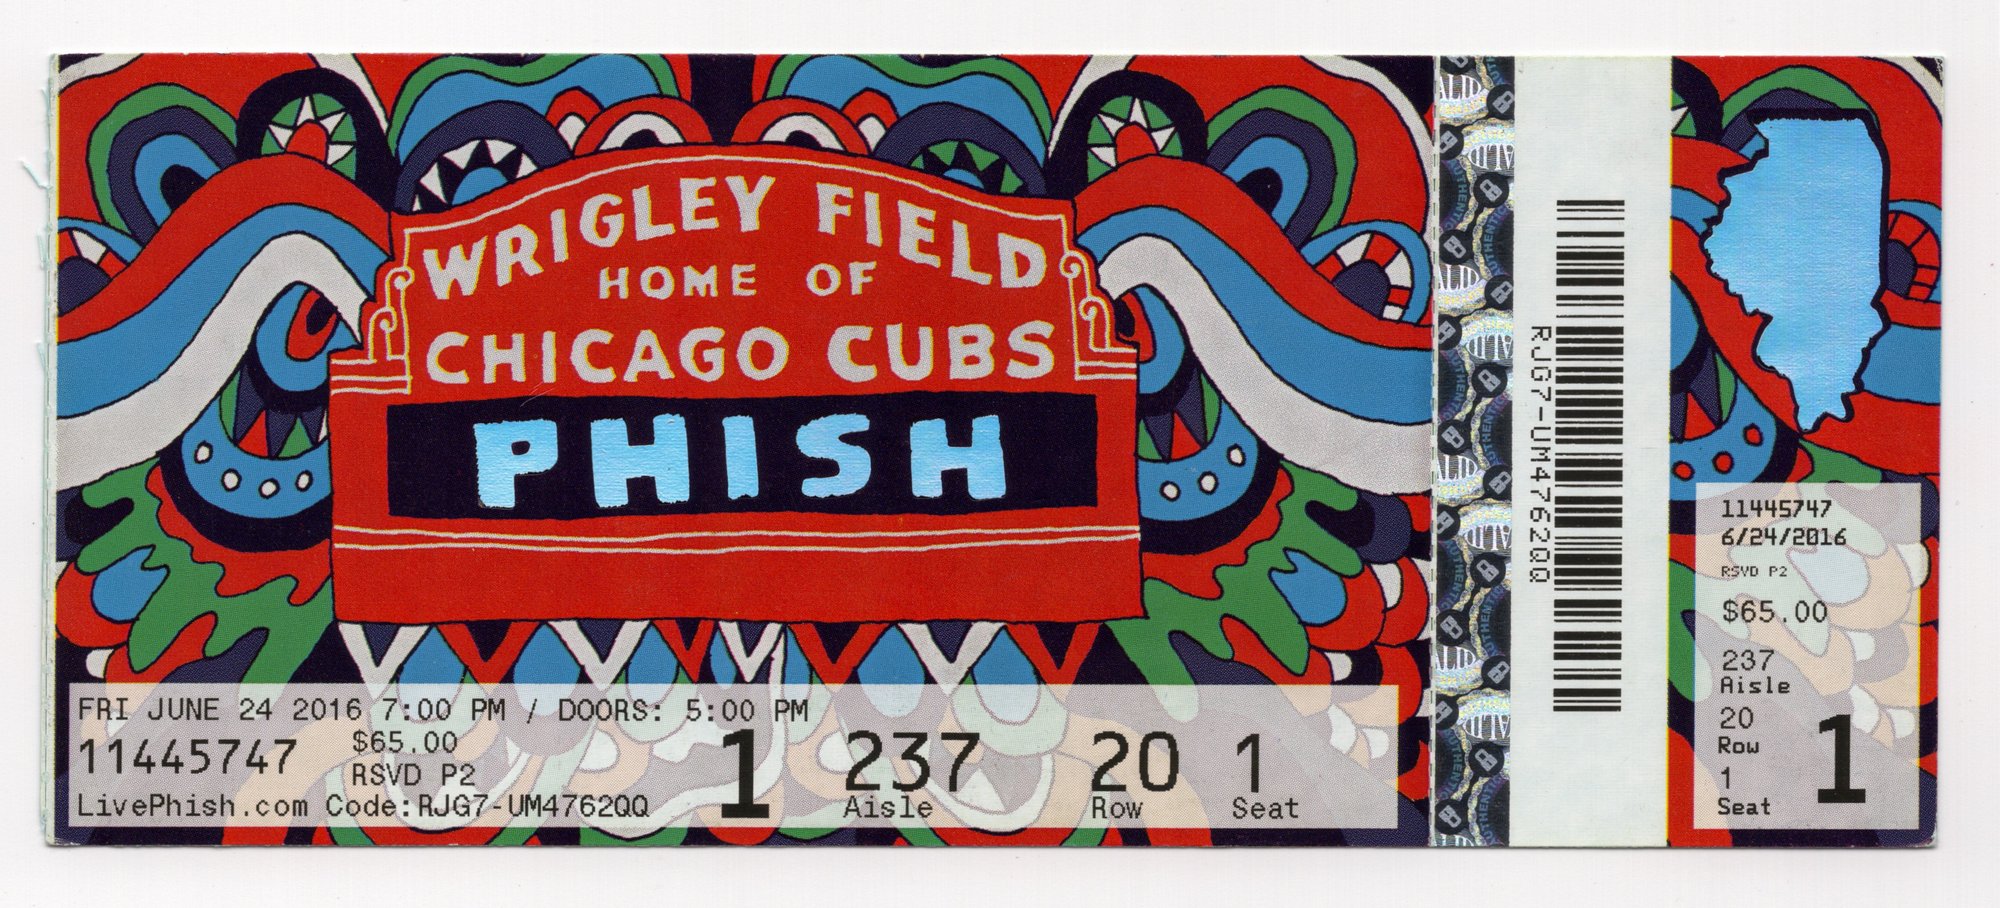 WRIGLEY FIELD
HOME OF
CHICAGO CUBS
PHISH
FRI JUNE 24 2016 7:00 PM / DOORS: 5:00 PM
11445747
$65.00
RSVD P2
LivePhish.com Code:RJG7-UM4762QQ
1
237
Aisle
20
Row
1
Seat
VALID
AUTHENTIC
RJG7-UM4762QQ
11445747
6/24/2016
RSVD P2
$65.00
237
Aisle
20
Row
1
Seat
1